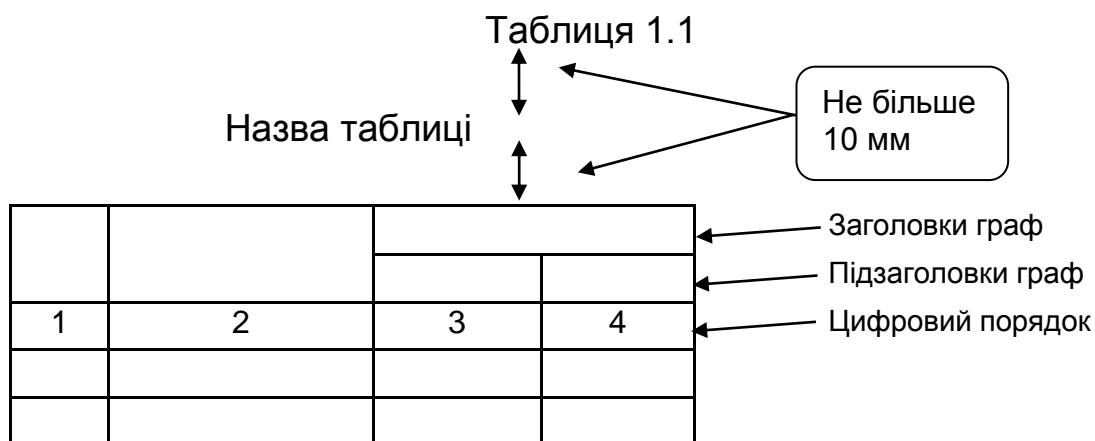 Таблиця 1.1
Не більше
10 мм
Назва таблиці
Заголовки граф
Підзаголовки граф
1 2 3 4 Цифровий порядок